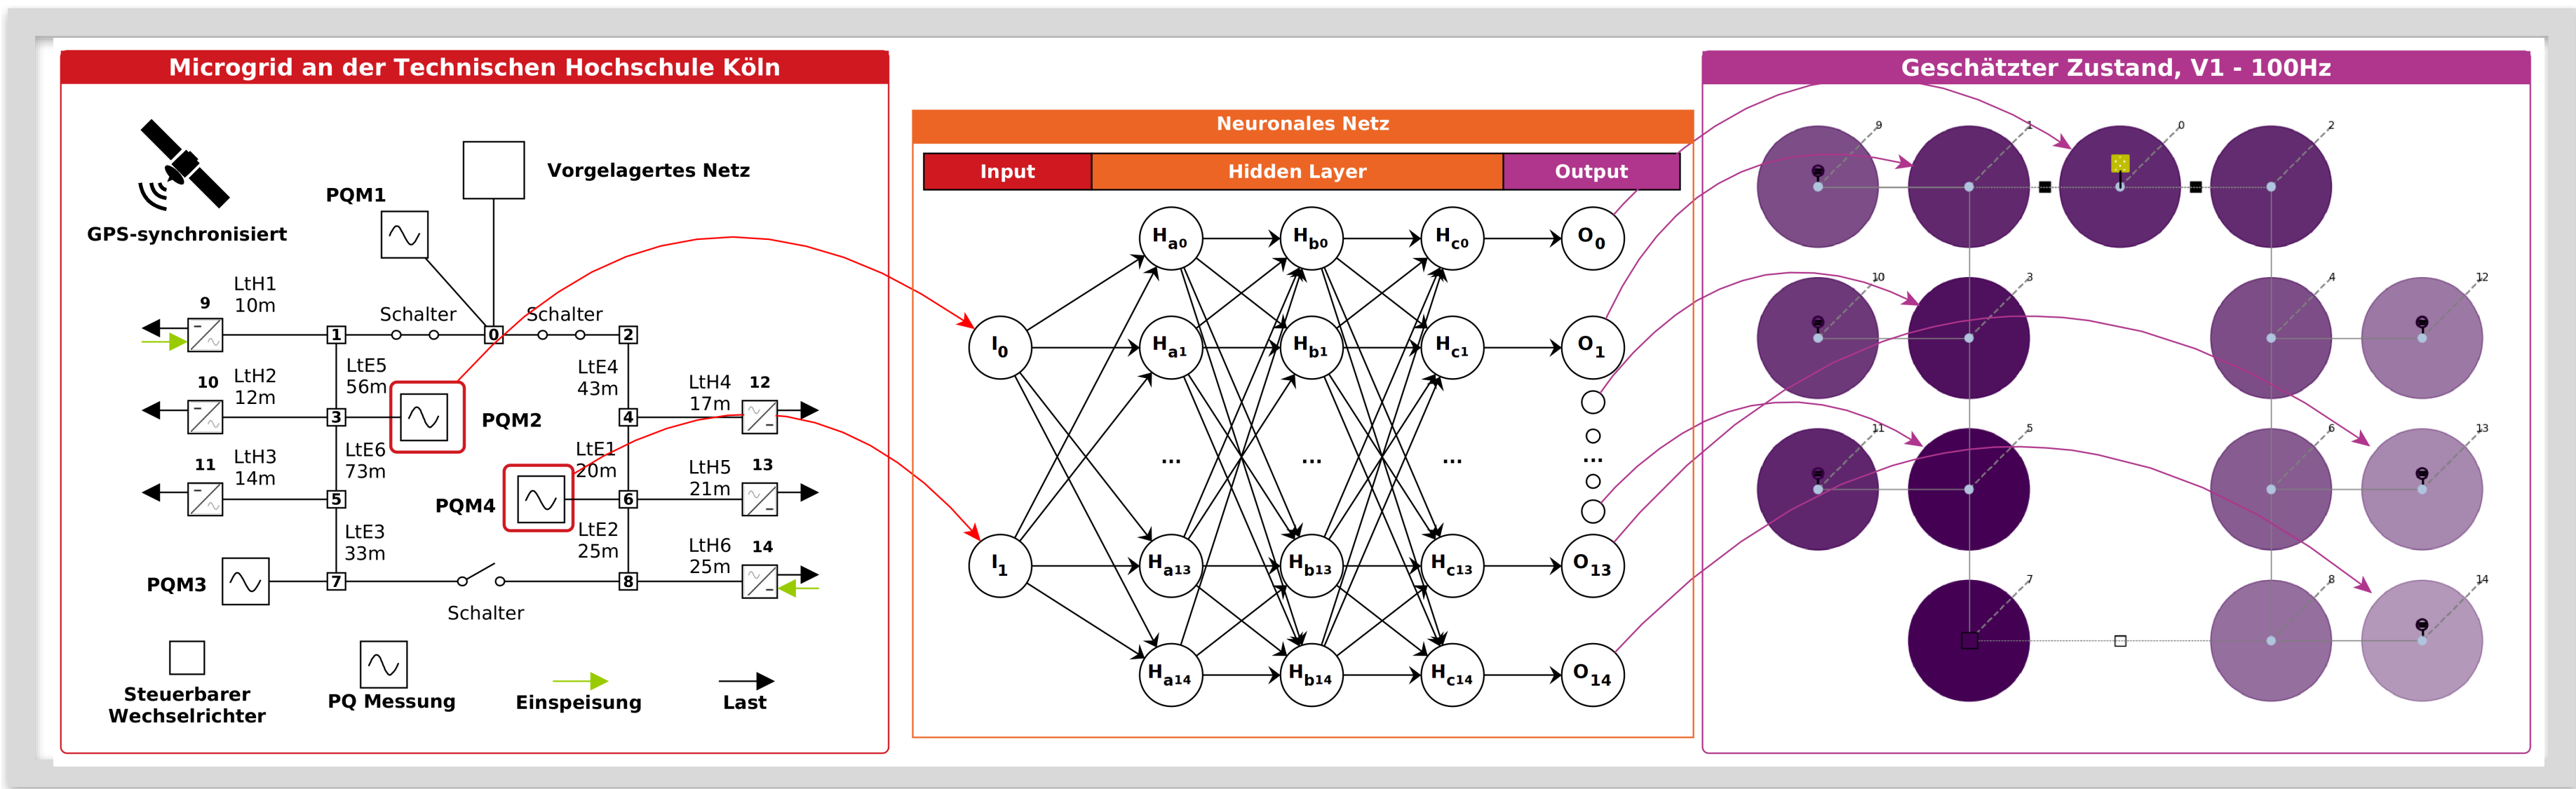 Microgrid an der Technischen Hochschule Köln
GPS-synchronisiert
Vorgelagertes Netz
PQM1
LtH1
10m
9
Schalter
Schalter
1
0
2
LtH2
12m
10
LtE5
56m
LtE4
43m
LtH4
17m
12
3
PQM2
4
LtH3
14m
11
LtE6
73m
LtE1
20m
LtH5
21m
13
5
PQM4
6
LtE3
33m
LtE2
25m
LtH6
25m
14
PQM3
7
8
Schalter
Steuerbarer
Wechselrichter
PQ Messung
Einspeisung
Last
Neuronales Netz
Input
Hidden Layer
Output
Ha0
Hb0
Hc0
O0
I0
Ha1
Hb1
Hc1
O1
...
...
...
...
I1
Ha13
Hb13
Hc13
O13
Ha14
Hb14
Hc14
O14
Geschätzter Zustand, V1 - 100Hz
9
1
0
2
10
3
4
12
11
5
6
13
7
8
14